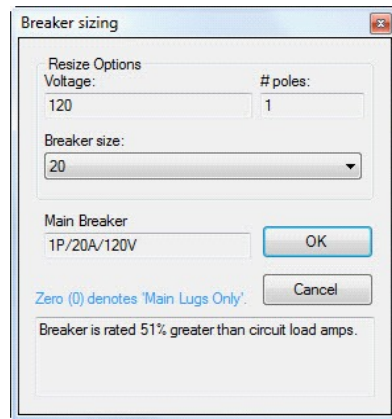 Breaker sizing
Resize Options
Voltage: # poles:
120 1
Breaker size:
20
Main Breaker
1P/20A/120V OK
Zero (0) denotes 'Main Lugs Only'. Cancel
Breaker is rated 51% greater than circuit load amps.